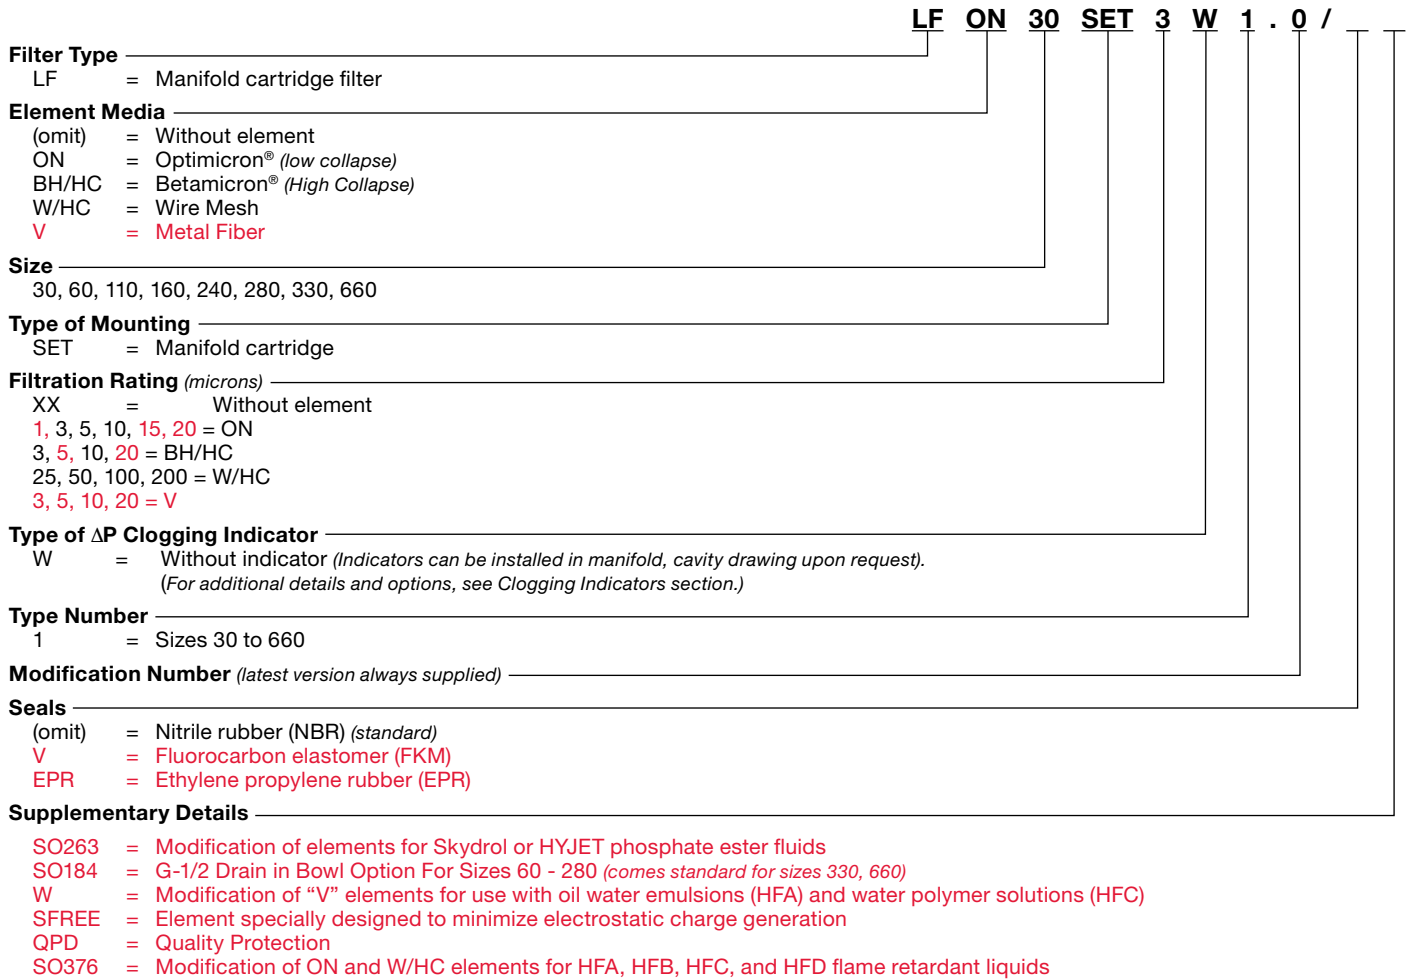 LF ON 30 SET 3 W 1 . 0 / _ _
Filter Type
LF = Manifold cartridge filter
Element Media
(omit) = Without element
ON = Optimicron® (low collapse)
BH/HC = Betamicron® (High Collapse)
W/HC = Wire Mesh
V = Metal Fiber
Size
30, 60, 110, 160, 240, 280, 330, 660
Type of Mounting
SET = Manifold cartridge
Filtration Rating (microns)
XX = Without element
1, 3, 5, 10, 15, 20 = ON
3, 5, 10, 20 = BH/HC
25, 50, 100, 200 = W/HC
3, 5, 10, 20 = V
Type of ΔP Clogging Indicator
W = Without indicator (Indicators can be installed in manifold, cavity drawing upon request).
(For additional details and options, see Clogging Indicators section.)
Type Number
1 = Sizes 30 to 660
Modification Number (latest version always supplied)
Seals
(omit) = Nitrile rubber (NBR) (standard)
V = Fluorocarbon elastomer (FKM)
EPR = Ethylene propylene rubber (EPR)
Supplementary Details
SO263 = Modification of elements for Skydrol or HYJET phosphate ester fluids
SO184 = G-1/2 Drain in Bowl Option For Sizes 60 - 280 (comes standard for sizes 330, 660)
W = Modification of “V” elements for use with oil water emulsions (HFA) and water polymer solutions (HFC)
SFREE = Element specially designed to minimize electrostatic charge generation
QPD = Quality Protection
SO376 = Modification of ON and W/HC elements for HFA, HFB, HFC, and HFD flame retardant liquids